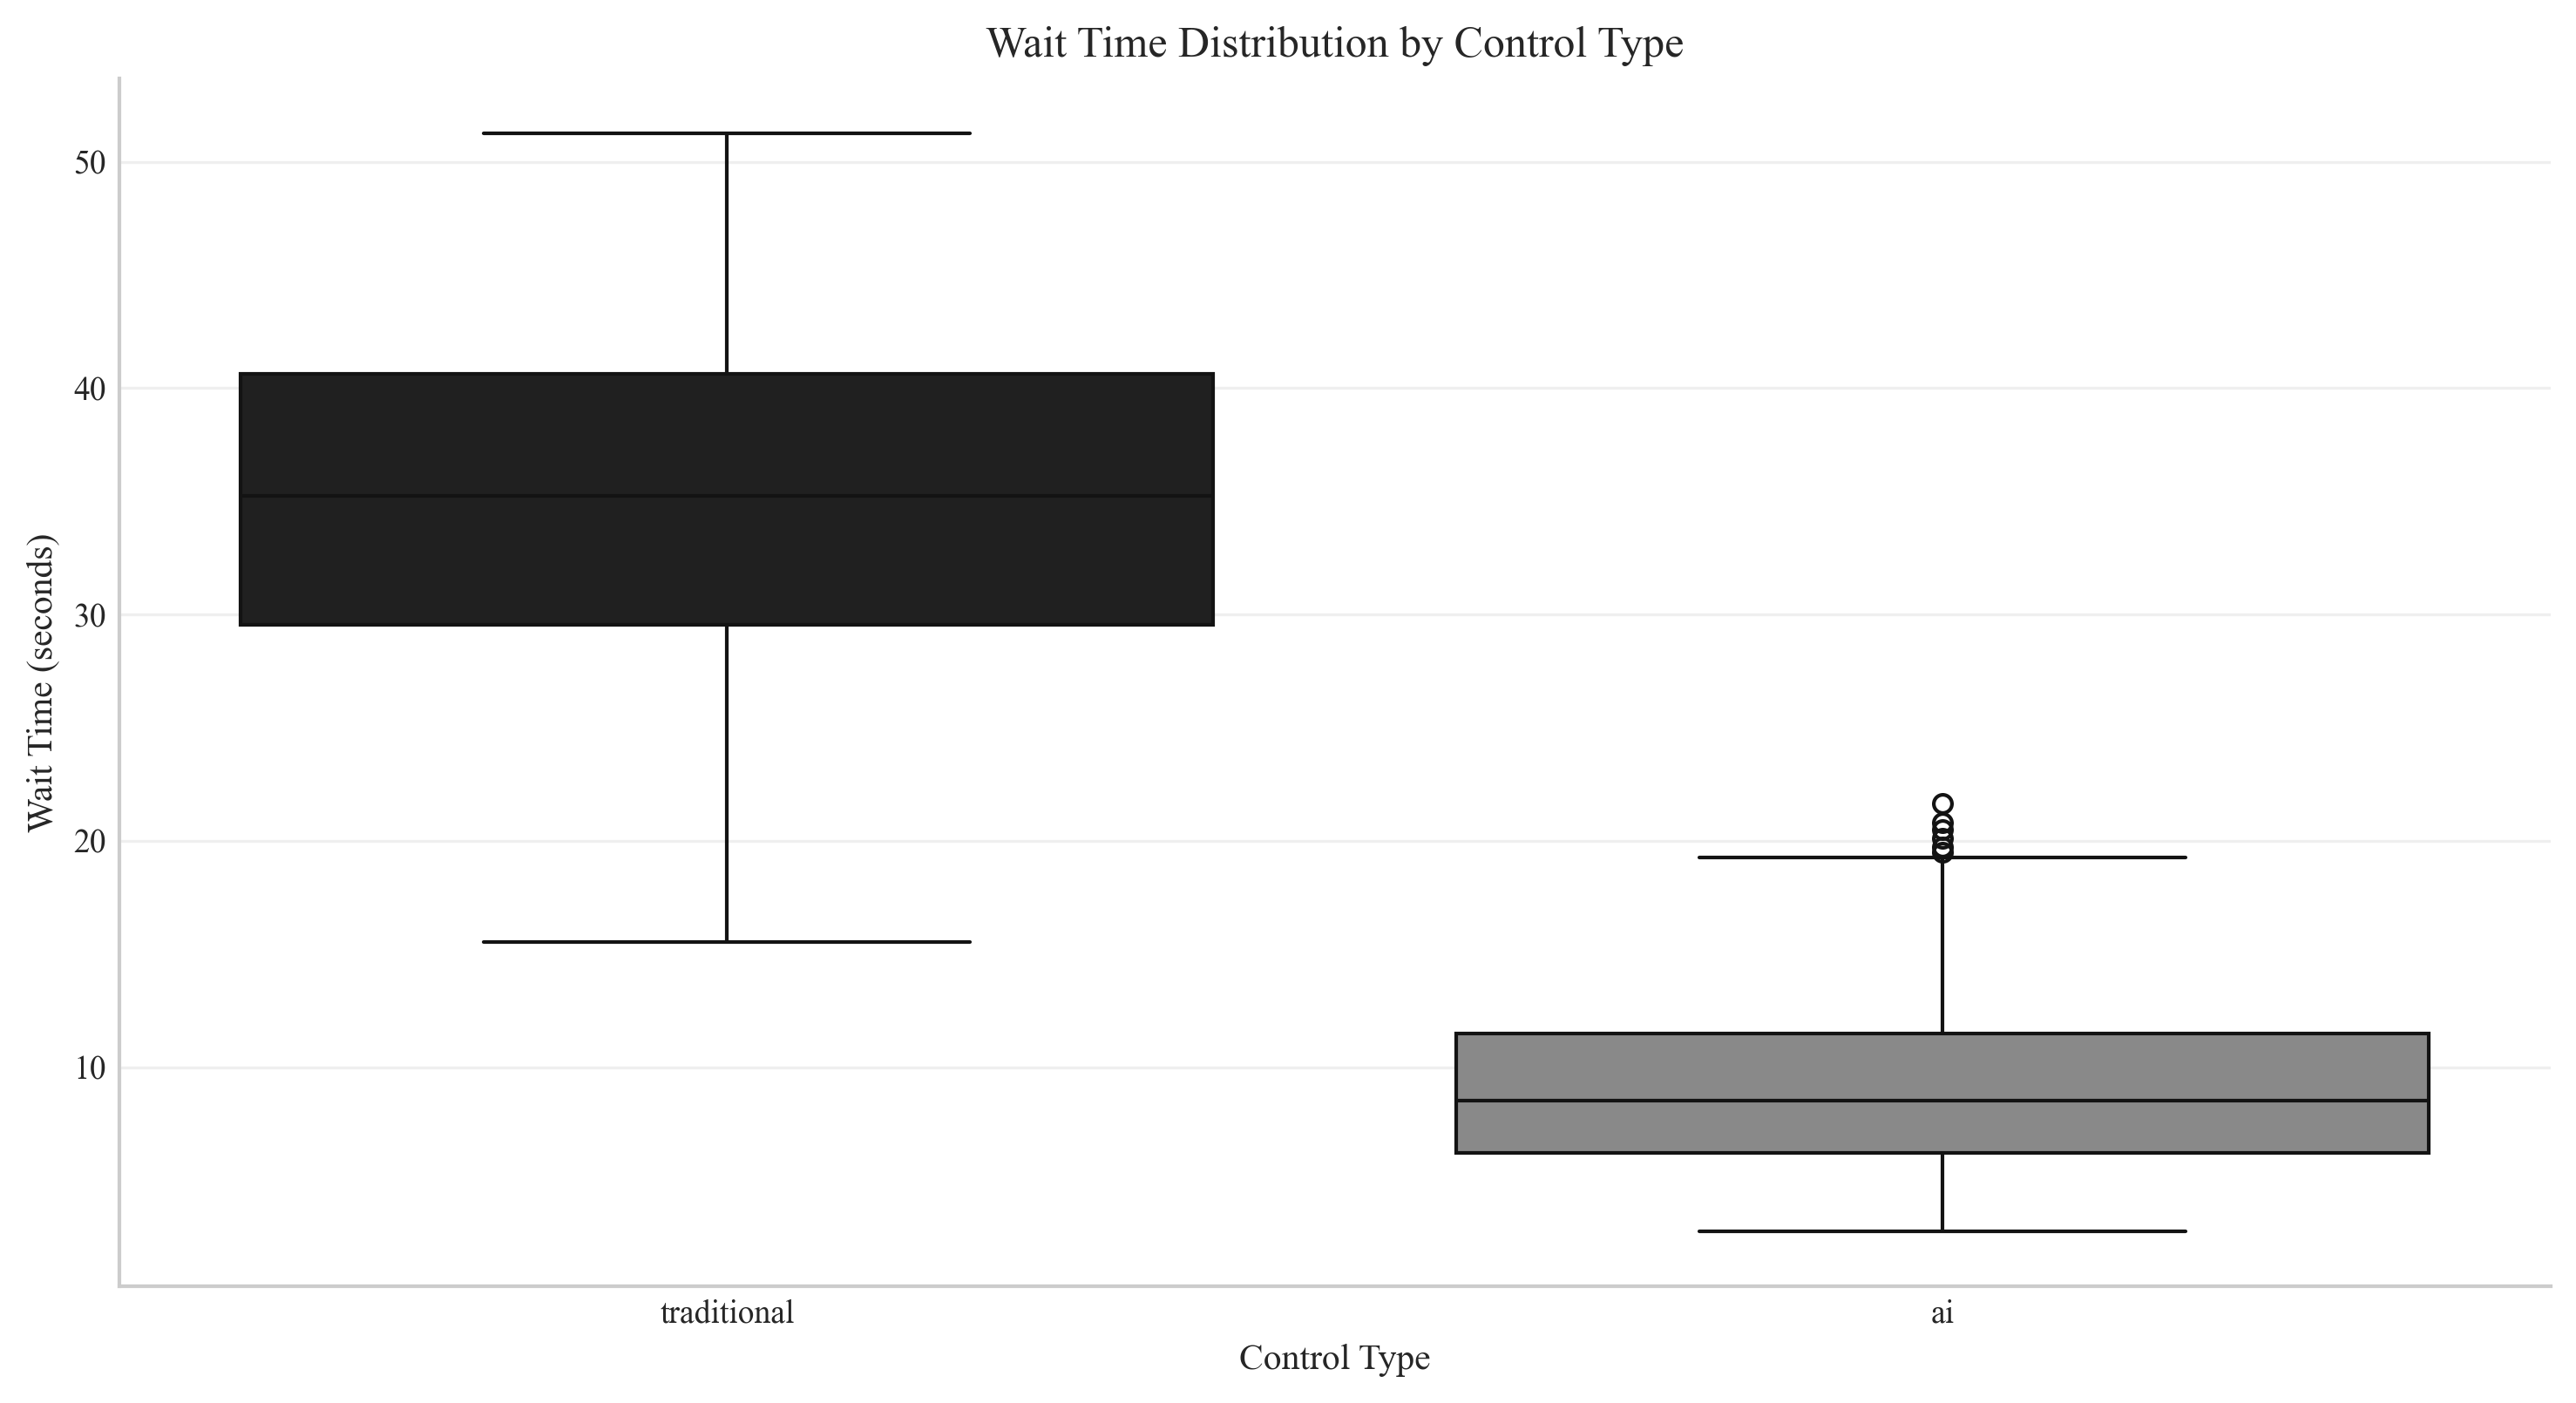 Wait Time Distribution by Control Type
Wait Time (seconds)
50
40
30
20
10
traditional
ai
Control Type